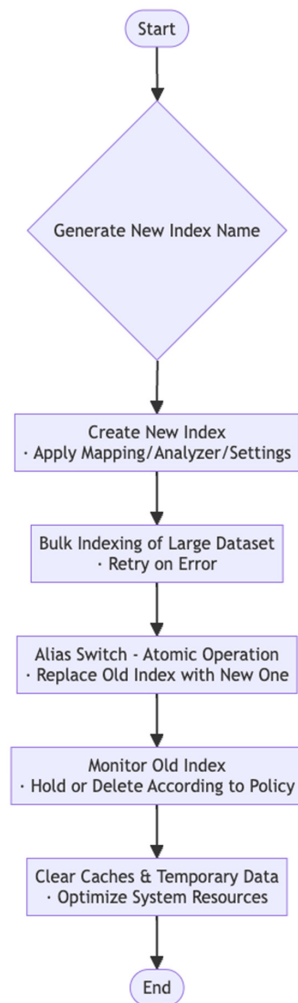 Start
Generate New Index Name
Create New Index
· Apply Mapping/Analyzer/Settings
Bulk Indexing of Large Dataset
· Retry on Error
Alias Switch - Atomic Operation
· Replace Old Index with New One
Monitor Old Index
· Hold or Delete According to Policy
Clear Caches & Temporary Data
· Optimize System Resources
End